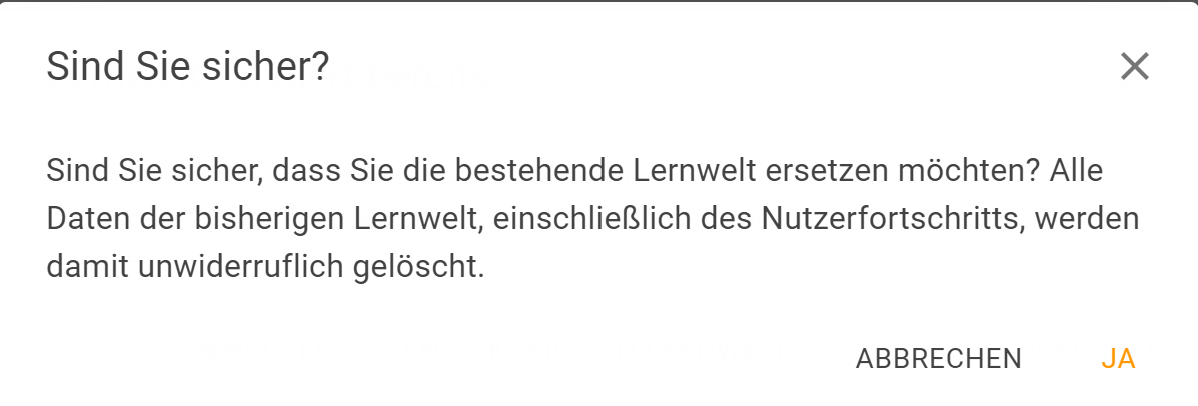 Sind Sie sicher?
Sind Sie sicher, dass Sie die bestehende Lernwelt ersetzen möchten? Alle
Daten der bisherigen Lernwelt, einschließlich des Nutzerfortschritts, werden
damit unwiderruflich gelöscht.
ABBRECHEN JA